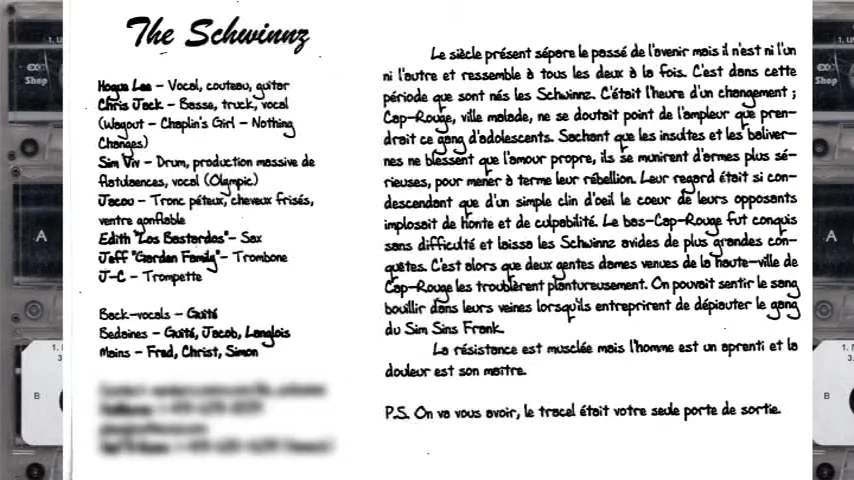 The Schwinnz
Hogue Lee – Vocal, couteau, guitar
Chris Jack – Basse, truck, vocal
(Wayout – Chaplin's Girl – Nothing
Changes)
Sim Viv – Drum, production massive de
flatulaences, vocal (Olympic)
Jacou – Tronc péteux, cheveux frisés,
ventre gonflable
Edith "Los Bastardos" – Sax
Jeff "Garden Family" – Trombone
J-C – Trompette
Back-vocals – Guité
Bedaines – Guité, Jacob, Langlois
Mains – Fred, Christ, Simon
Le siècle présent sépare le passé de l'avenir mais il n'est ni l'un
ni l'autre et ressemble à tous les deux à la fois. C'est dans cette
période que sont nés les Schwinnz. C'était l'heure d'un changement ;
Cap-Rouge, ville malade, ne se doutait point de l'ampleur que pren-
drait ce gang d'adolescents. Sachant que les insultes et les baliver-
nes ne blessent que l'amour propre, ils se munirent d'armes plus sé-
rieuses, pour mener à terme leur rébellion. Leur regard était si con-
descendant que d'un simple clin d'oeil le coeur de leurs opposants
implosait de honte et de culpabilité. Le bas-Cap-Rouge fut conquis
sans difficulté et laissa les Schwinnz avides de plus grandes con-
quêtes. C'est alors que deux gentes dames venues de la haute-ville de
Cap-Rouge les troublèrent plantureusement. On pouvait sentir le sang
bouillir dans leurs veines lorsqu'ils entreprirent de dépiauter le gang
du Sim Sins Frank.
La résistance est musclée mais l'homme est un aprenti et la
douleur est son maître.
P.S. On va vous avoir, le tracel était votre seule porte de sortie.
A
B
B